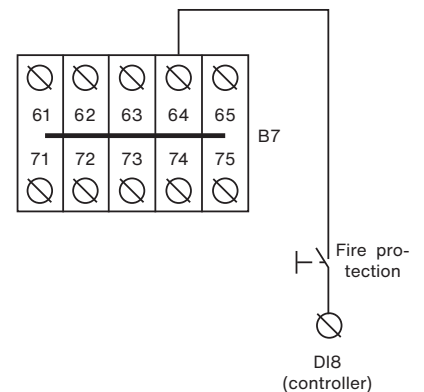 61 62 63 64 65
B7
71 72 73 74 75
Fire pro-
tection
DI8
(controller)